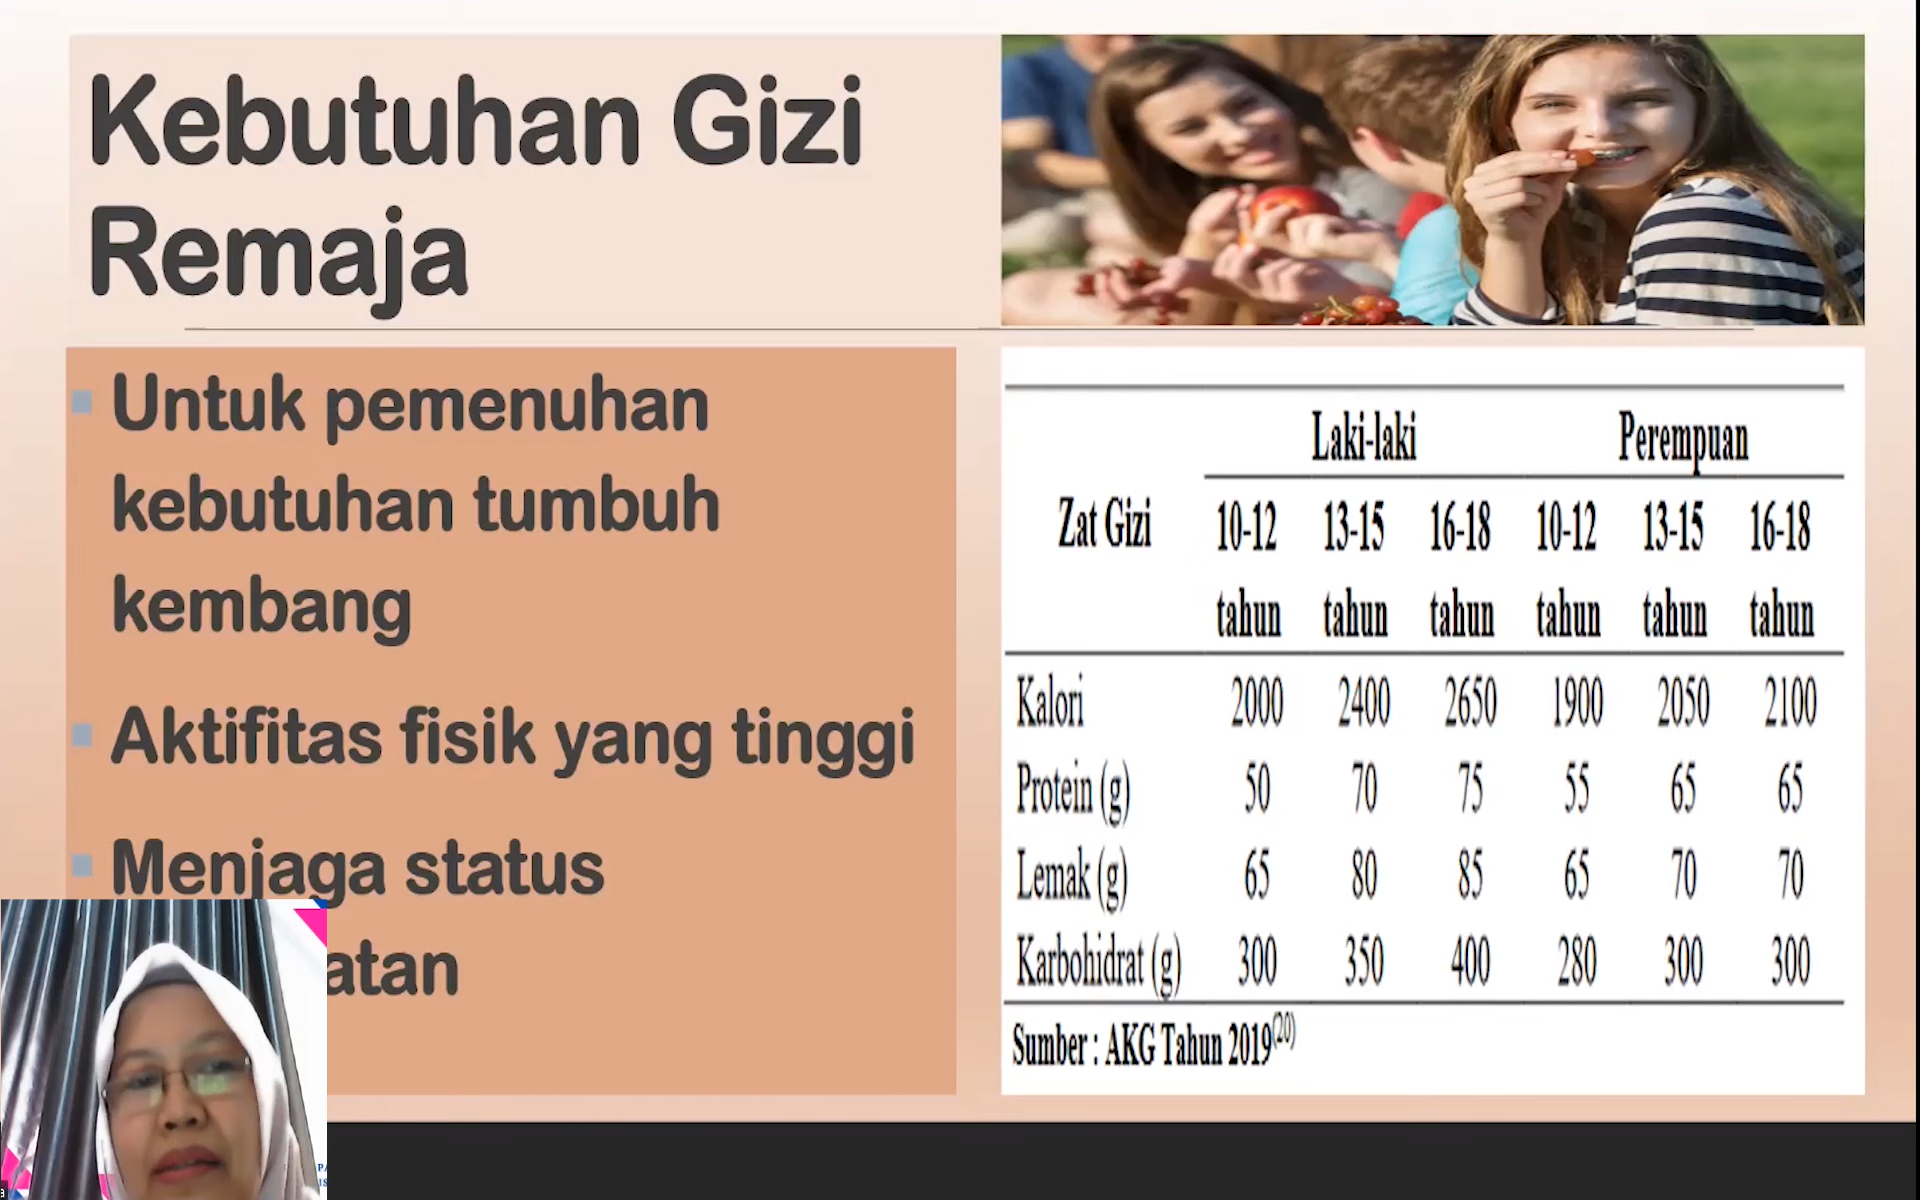 Kebutuhan Gizi
Remaja
Untuk pemenuhan
kebutuhan tumbuh
kembang
Aktifitas fisik yang tinggi
Menjaga status
atan
Laki-laki Perempuan
Zat Gizi 10-12 13-15 16-18 10-12 13-15 16-18
tahun tahun tahun tahun tahun tahun
Kalori 2000 2400 2650 1900 2050 2100
Protein (g) 50 70 75 55 65 65
Lemak (g) 65 80 85 65 70 70
Karbohidrat (g) 300 350 400 280 300 300
Sumber : AKG Tahun 2019(20)